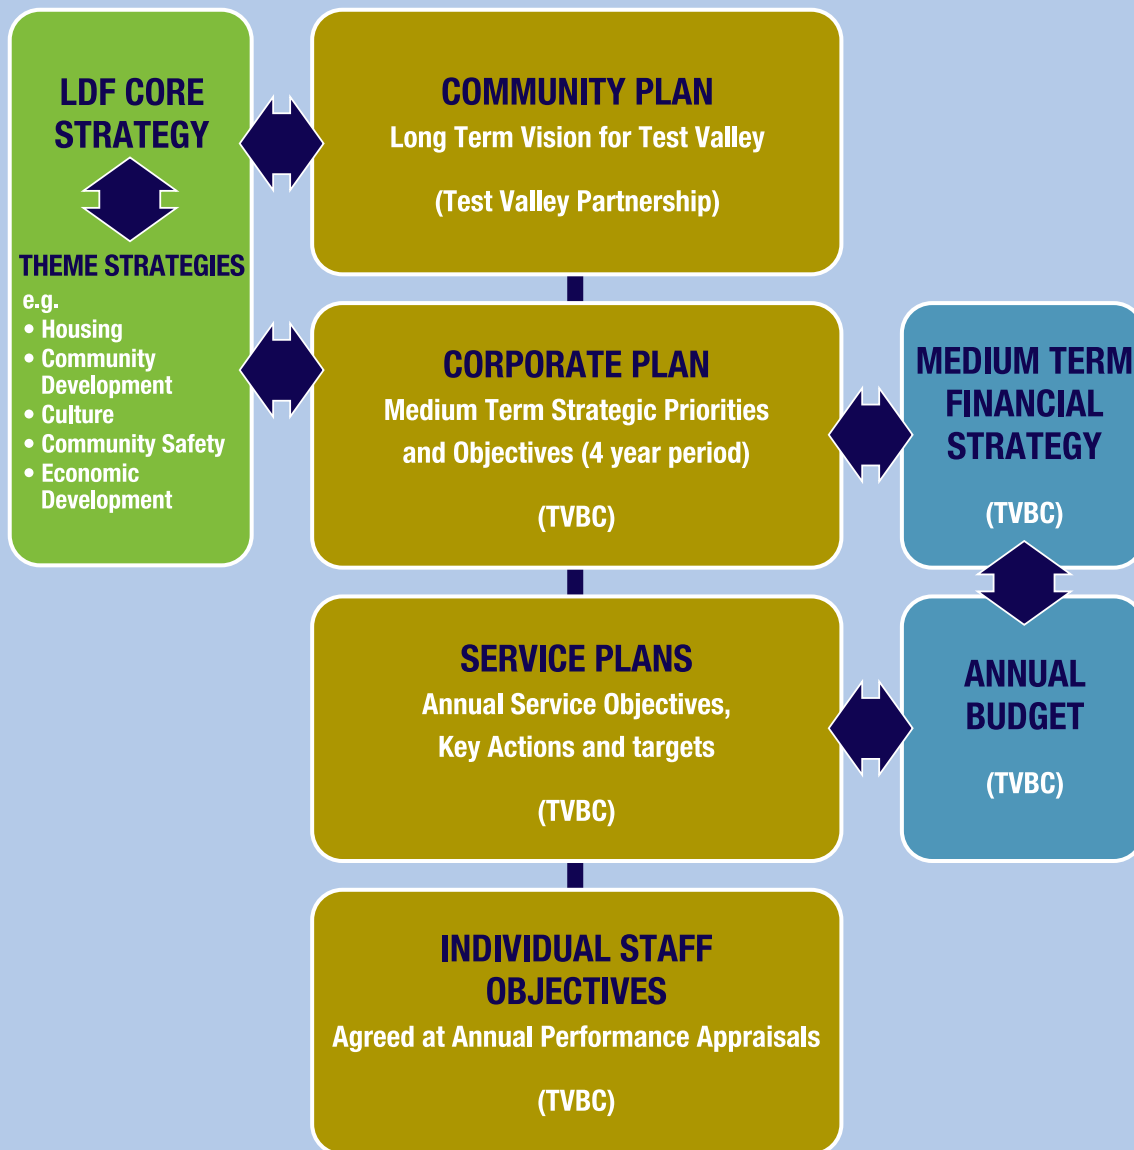 LDF CORE
STRATEGY
THEME STRATEGIES
e.g.
• Housing
• Community
Development
• Culture
• Community Safety
• Economic
Development
COMMUNITY PLAN
Long Term Vision for Test Valley
(Test Valley Partnership)
CORPORATE PLAN
Medium Term Strategic Priorities
and Objectives (4 year period)
(TVBC)
MEDIUM TERM
FINANCIAL
STRATEGY
(TVBC)
SERVICE PLANS
Annual Service Objectives,
Key Actions and targets
(TVBC)
ANNUAL
BUDGET
(TVBC)
INDIVIDUAL STAFF
OBJECTIVES
Agreed at Annual Performance Appraisals
(TVBC)